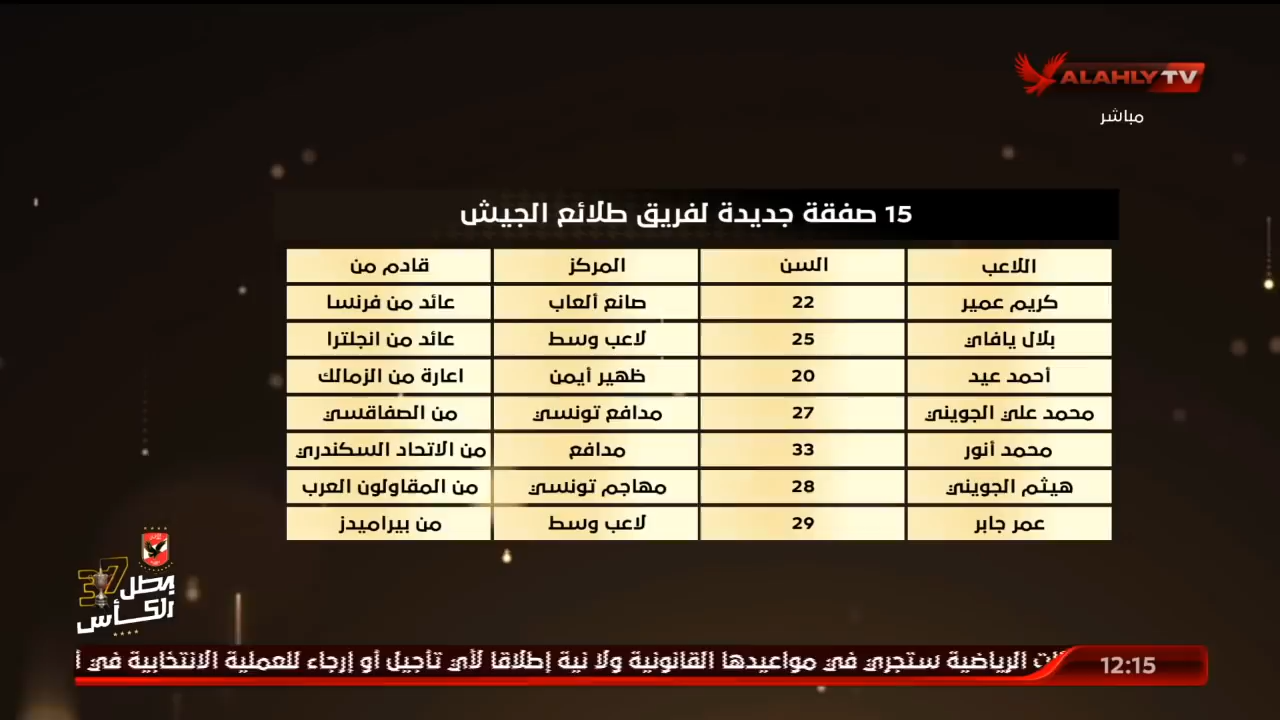 ALAHLY TV
مباشر
15 صفقة جديدة لفريق طلائع الجيش
اللاعب السن المركز قادم من
كريم عمير 22 صانع ألعاب عائد من فرنسا
بلال يافاي 25 لاعب وسط عائد من انجلترا
أحمد عيد 20 ظهير أيمن اعارة من الزمالك
محمد علي الجويني 27 مدافع تونسي من الصفاقسي
محمد أنور 33 مدافع من الاتحاد السكندري
هيثم الجويني 28 مهاجم تونسي من المقاولون العرب
عمر جابر 29 لاعب وسط من بيراميدز
37
بطل
الكأس
12:15 الرياضية ستجري في مواعيدها القانونية ولا نية إطلاقا لأي تأجيل أو إرجاء للعملية الانتخابية في